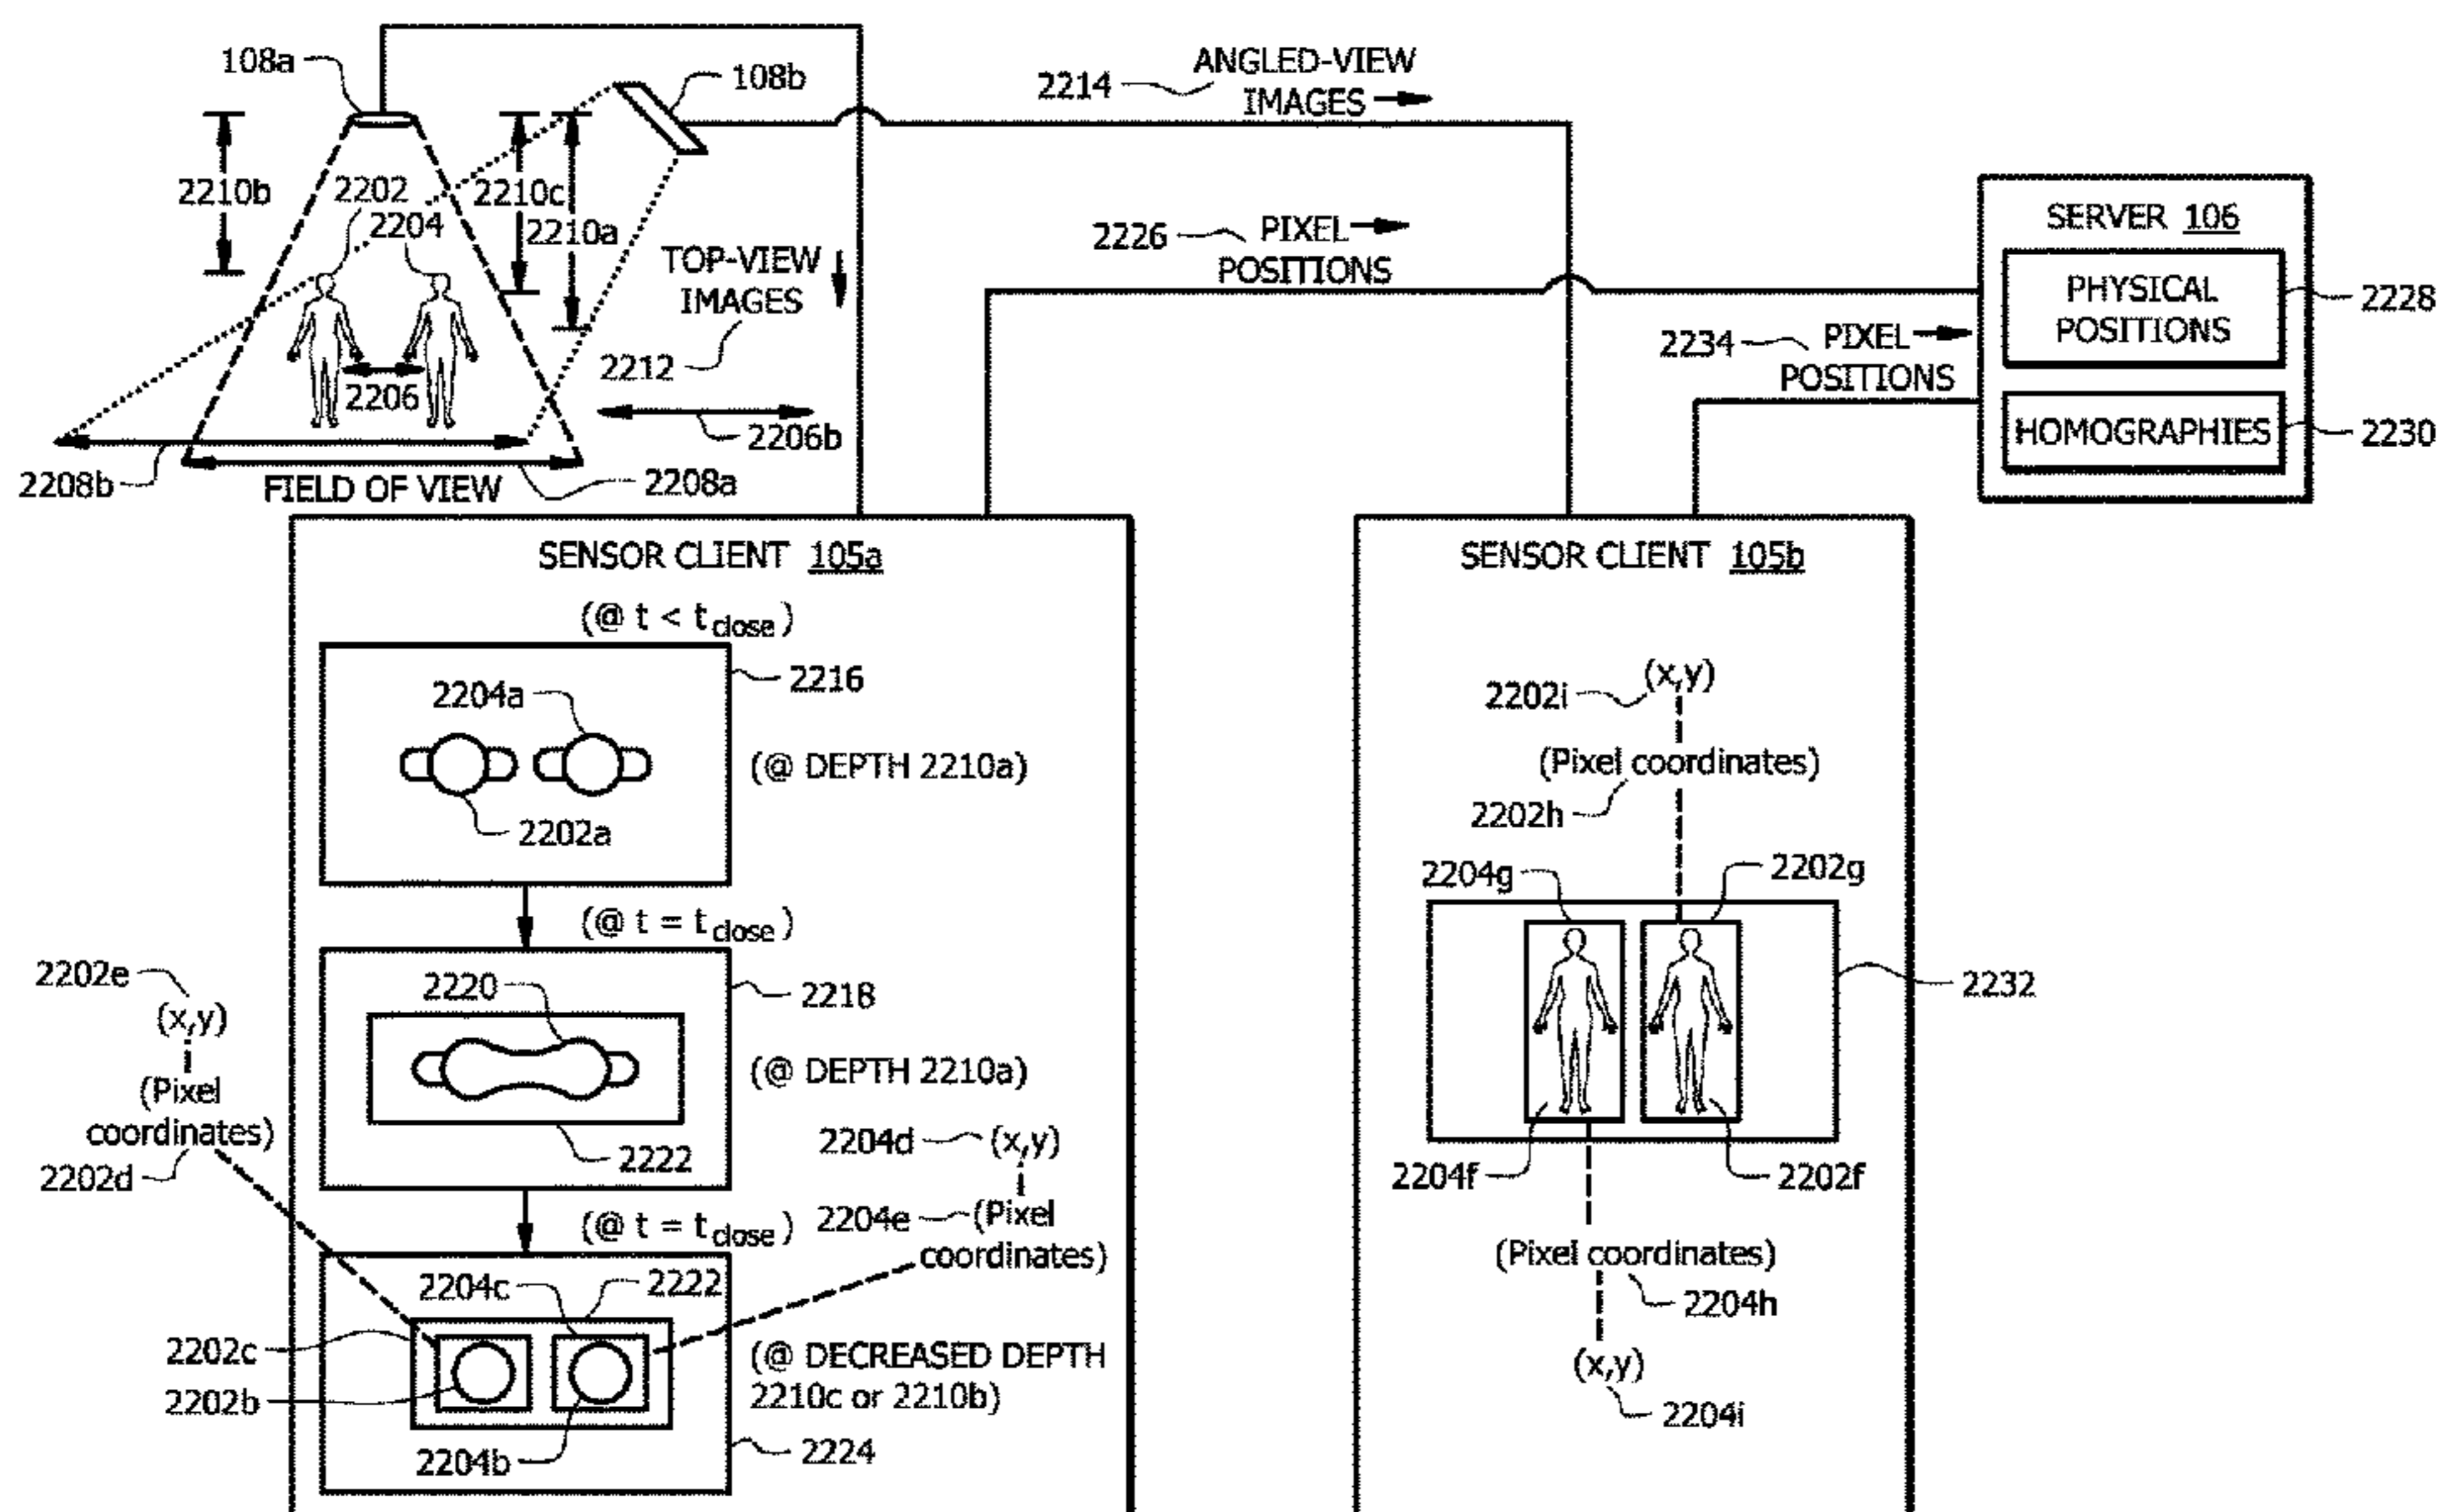 108a
108b
2214
ANGLED-VIEW
IMAGES
2210b
2202
2204
2210c
2210a
TOP-VIEW
IMAGES
2212
2206
2206b
2208b
FIELD OF VIEW
2208a
2226
PIXEL
POSITIONS
2234
PIXEL
POSITIONS
SERVER 106
PHYSICAL
POSITIONS
2228
HOMOGRAPHIES
2230
SENSOR CLIENT 105a
(@ t < tclose)
2216
2204a
(@ DEPTH 2210a)
2202a
(@ t = tclose)
2202e
(x,y)
(Pixel
coordinates)
2202d
2220
2218
(@ DEPTH 2210a)
2222
2204d
(x,y)
2204e
(Pixel
coordinates)
(@ t = tclose)
2204c
2222
2202c
2202b
(@ DECREASED DEPTH
2210c or 2210b)
2204b
2224
SENSOR CLIENT 105b
2202i
(x,y)
(Pixel coordinates)
2202h
2204g
2202g
2232
2204f
2202f
(Pixel coordinates)
2204h
(x,y)
2204i